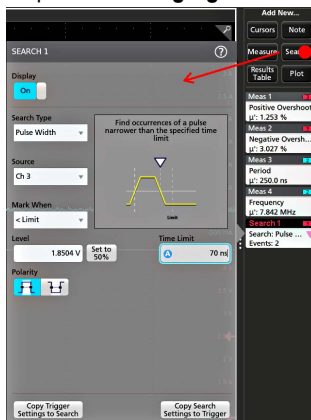 Add New...
Cursors
Note
Measure
Sear
Results
Table
Plot
SEARCH 1
Display
On
Search Type
Pulse Width
Find occurrences of a pulse
narrower than the specified time
limit
Limit
Source
Ch 3
Mark When
< Limit
Level
1.8504 V
Set to
50%
Time Limit
A
70 ns
Polarity
Copy Trigger
Settings to Search
Copy Search
Settings to Trigger
Meas 1
Positive Overshoot
µ': 1.253 %
Meas 2
Negative Oversh...
µ': 3.027 %
Meas 3
Period
µ': 250.0 ns
Meas 4
Frequency
µ': 7.842 MHz
Search 1
Search: Pulse ...
Events: 2